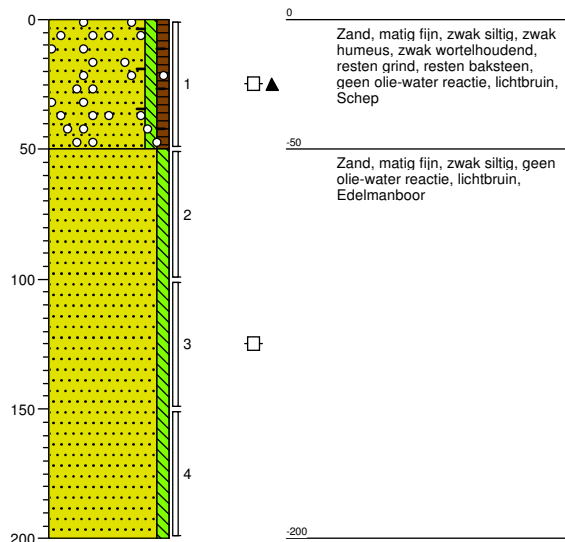 0
50
100
150
200
1
2
3
4
0
Zand, matig fijn, zwak siltig, zwak
humeus, zwak wortelhoudend,
resten grind, resten baksteen,
geen olie-water reactie, lichtbruin,
Schep
-50
Zand, matig fijn, zwak siltig, geen
olie-water reactie, lichtbruin,
Edelmanboor
-200